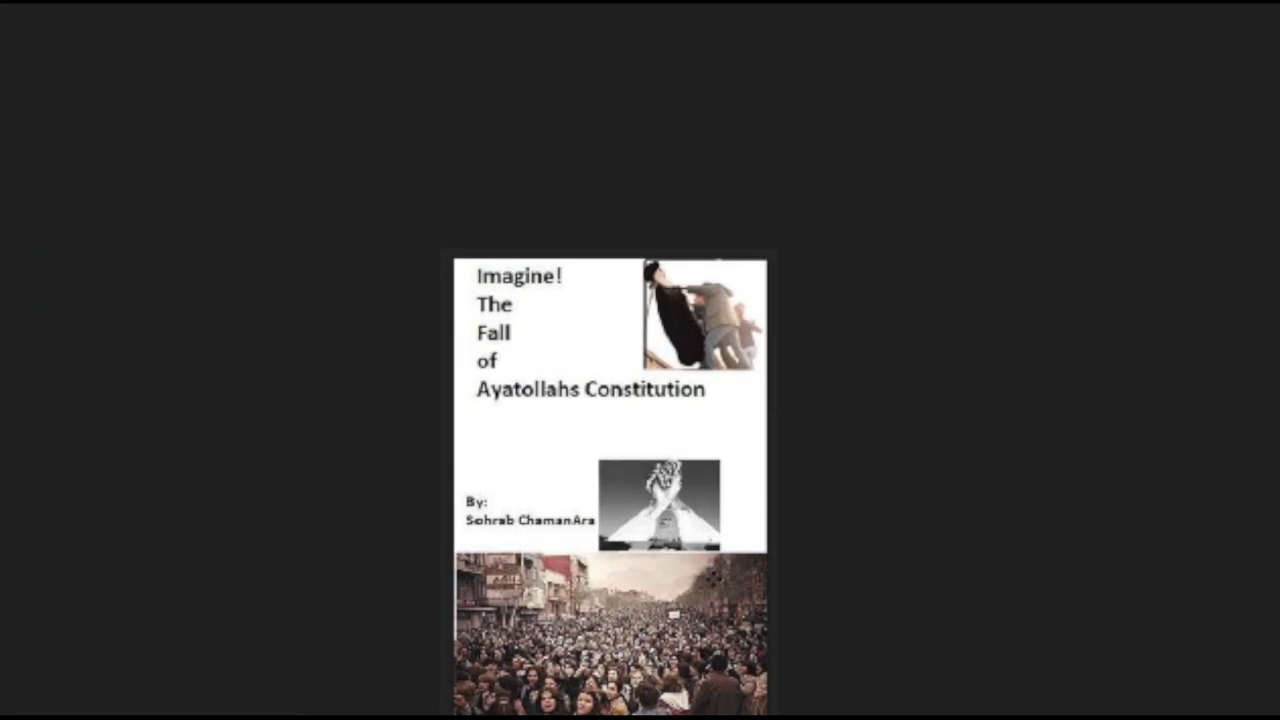 Imagine!
The
Fall
of
Ayatollahs Constitution
By:
Sohrab ChamanAra